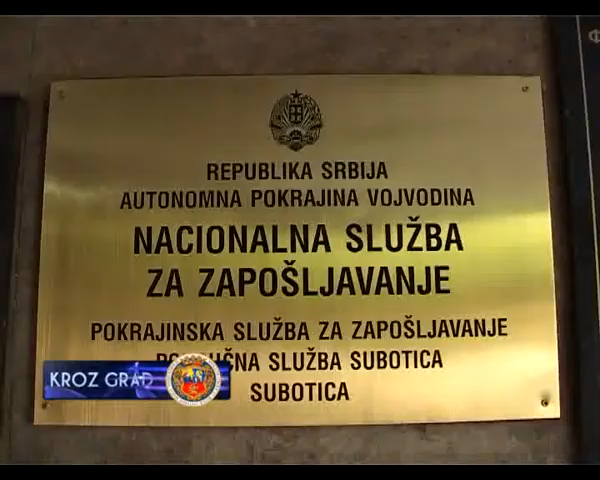 REPUBLIKA SRBIJA
AUTONOMNA POKRAJINA VOJVODINA
NACIONALNA SLUŽBA
ZA ZAPOŠLJAVANJE
POKRAJINSKA SLUŽBA ZA ZAPOŠLJAVANJE
SLUŽBA SUBOTICA
SUBOTICA
KROZ GRAD